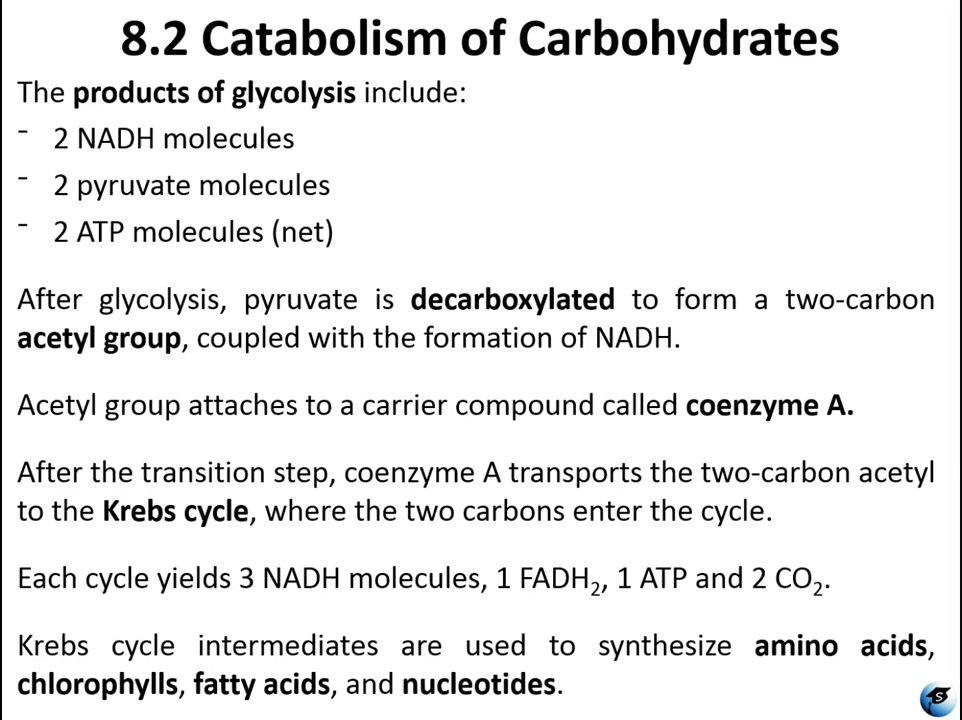 8.2 Catabolism of Carbohydrates
The products of glycolysis include:
- 2 NADH molecules
- 2 pyruvate molecules
- 2 ATP molecules (net)
After glycolysis, pyruvate is decarboxylated to form a two-carbon
acetyl group, coupled with the formation of NADH.
Acetyl group attaches to a carrier compound called coenzyme A.
After the transition step, coenzyme A transports the two-carbon acetyl
to the Krebs cycle, where the two carbons enter the cycle.
Each cycle yields 3 NADH molecules, 1 FADH₂, 1 ATP and 2 CO₂.
Krebs cycle intermediates are used to synthesize amino acids,
chlorophylls, fatty acids, and nucleotides.
S